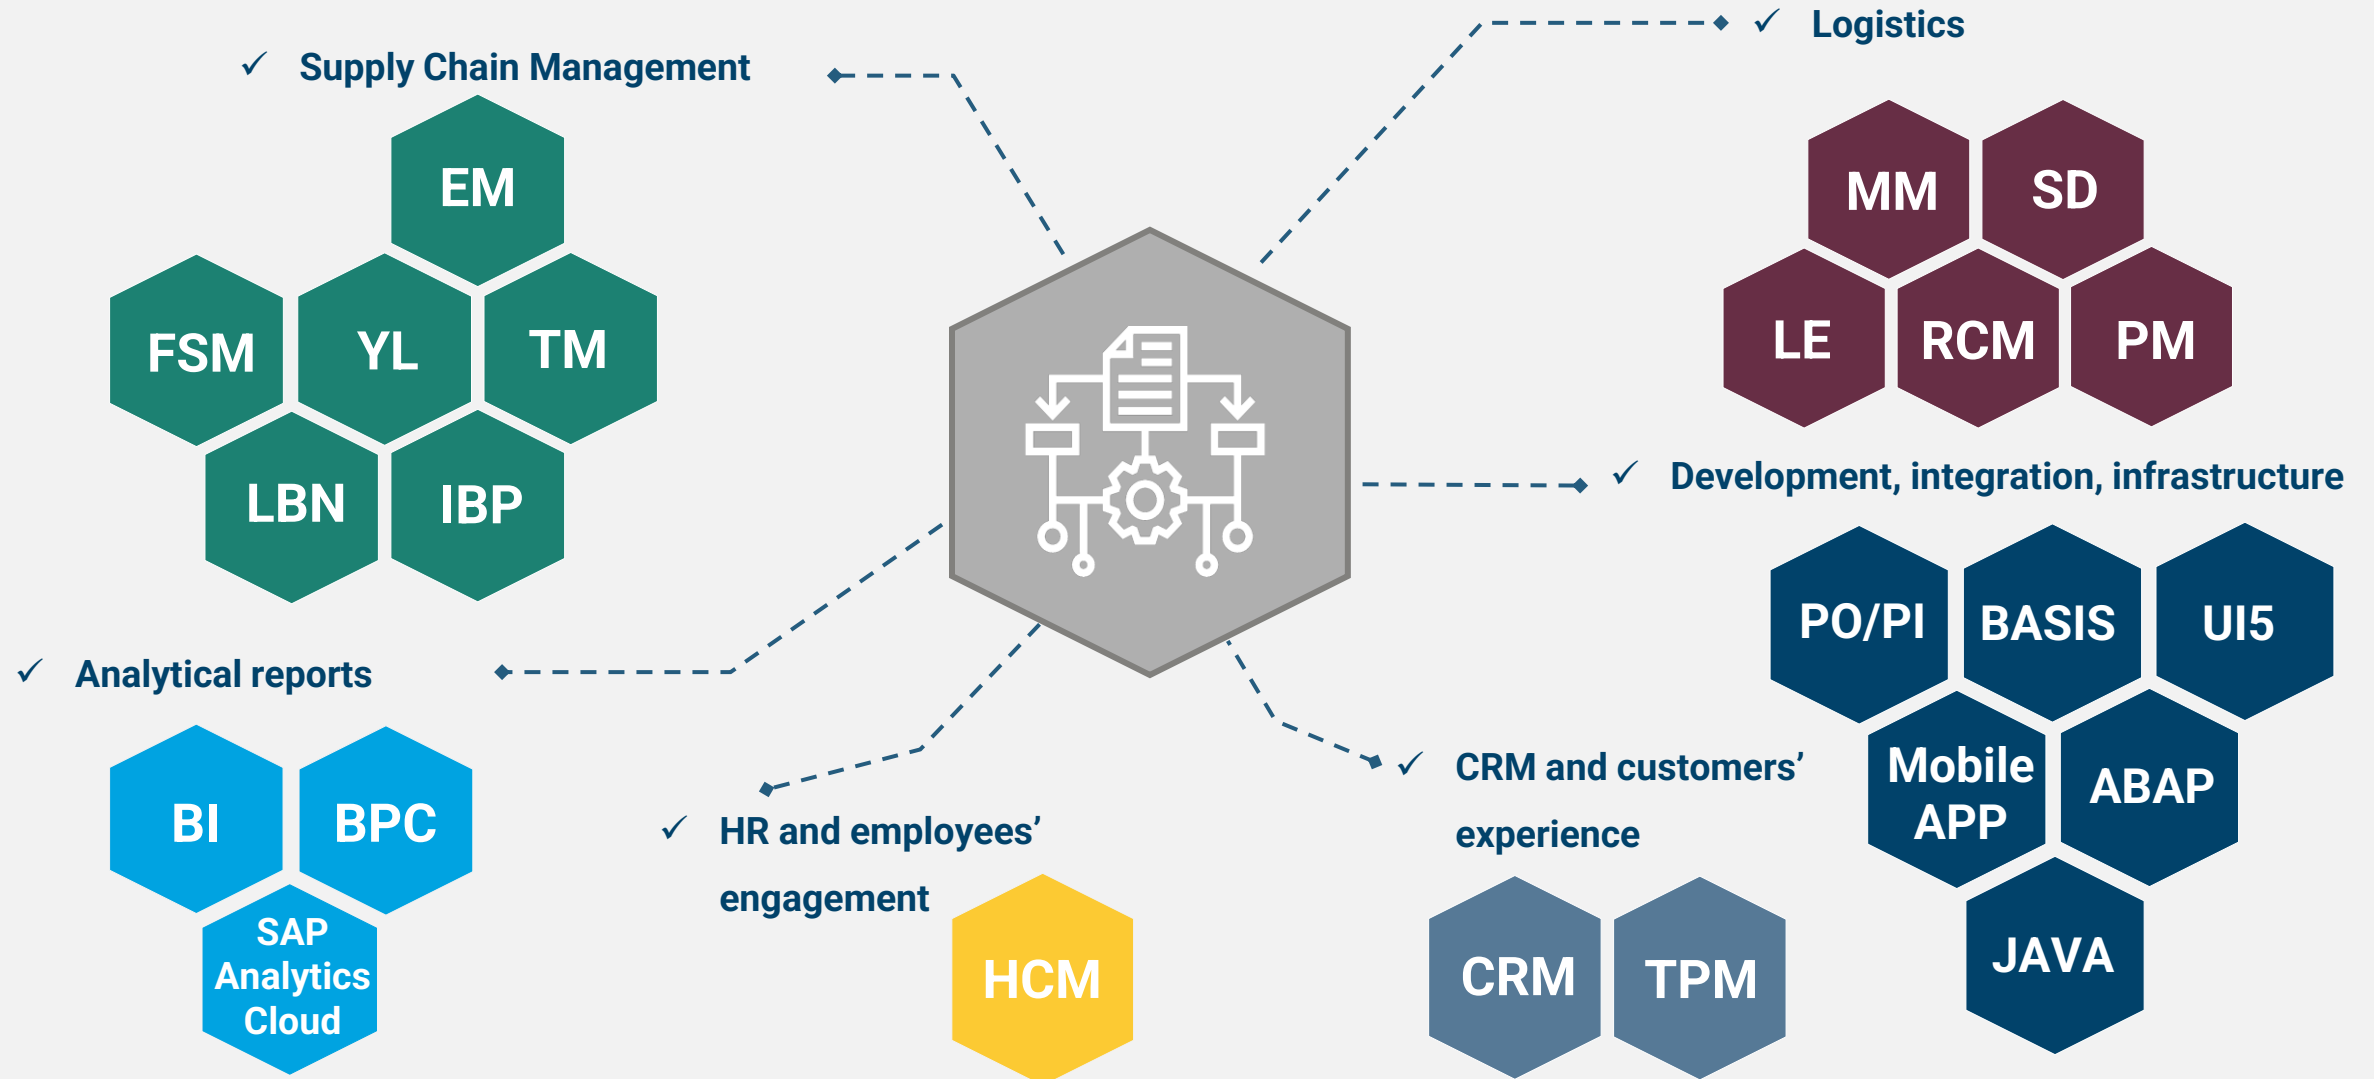 Supply Chain Management
EM
FSM
YL
TM
LBN
IBP
Logistics
MM
SD
LE
RCM
PM
Development, integration, infrastructure
PO/PI
BASIS
UI5
Mobile
APP
ABAP
JAVA
Analytical reports
BI
BPC
SAP
Analytics
Cloud
HR and employees’
engagement
HCM
CRM and customers’
experience
CRM
TPM